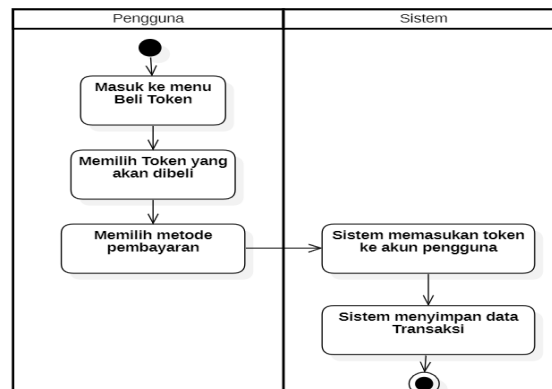 Pengguna
Sistem
Masuk ke menu
Beli Token
Memilih Token yang
akan dibeli
Memilih metode
pembayaran
Sistem memasukan token
ke akun pengguna
Sistem menyimpan data
Transaksi